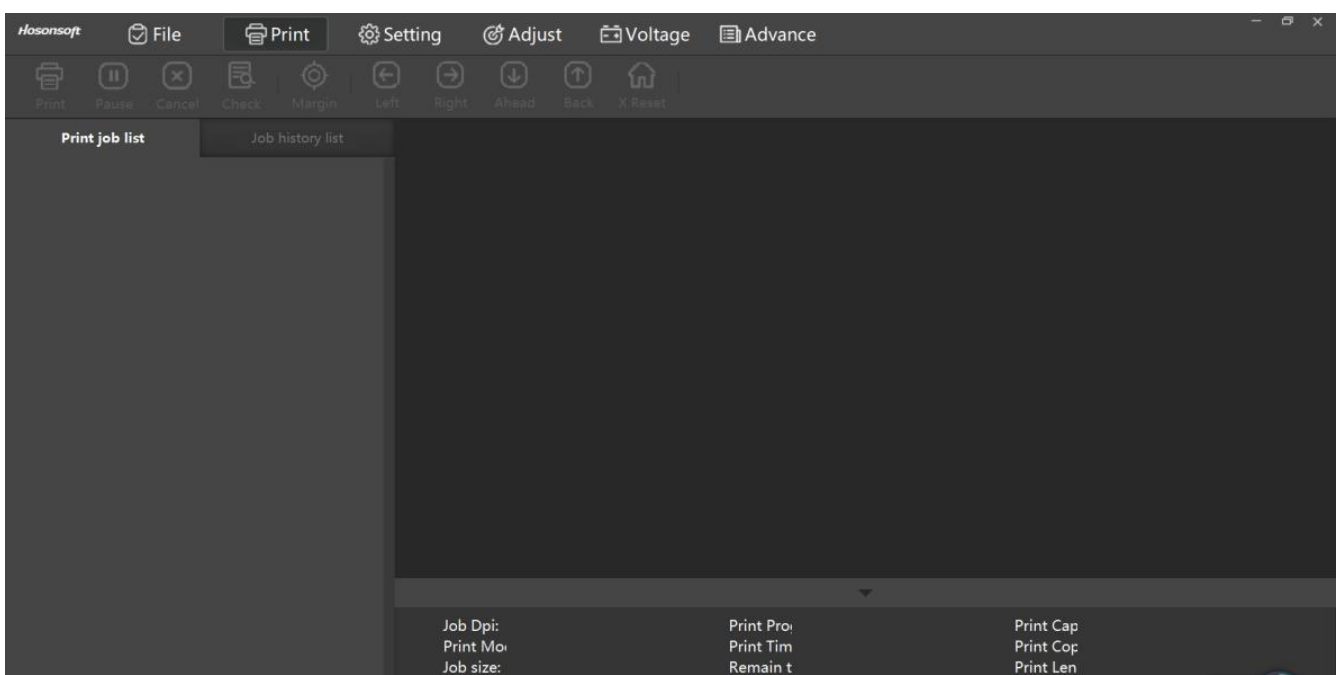 Hosonsoft File Print Setting Adjust Voltage Advance
Print Pause Cancel Check Margin Left Right Ahead Back X Reset
Print job list Job history list
Job Dpi: Print Pro Print Cap
Print Mo Print Tim Print Cop
Job size: Remain t Print Len